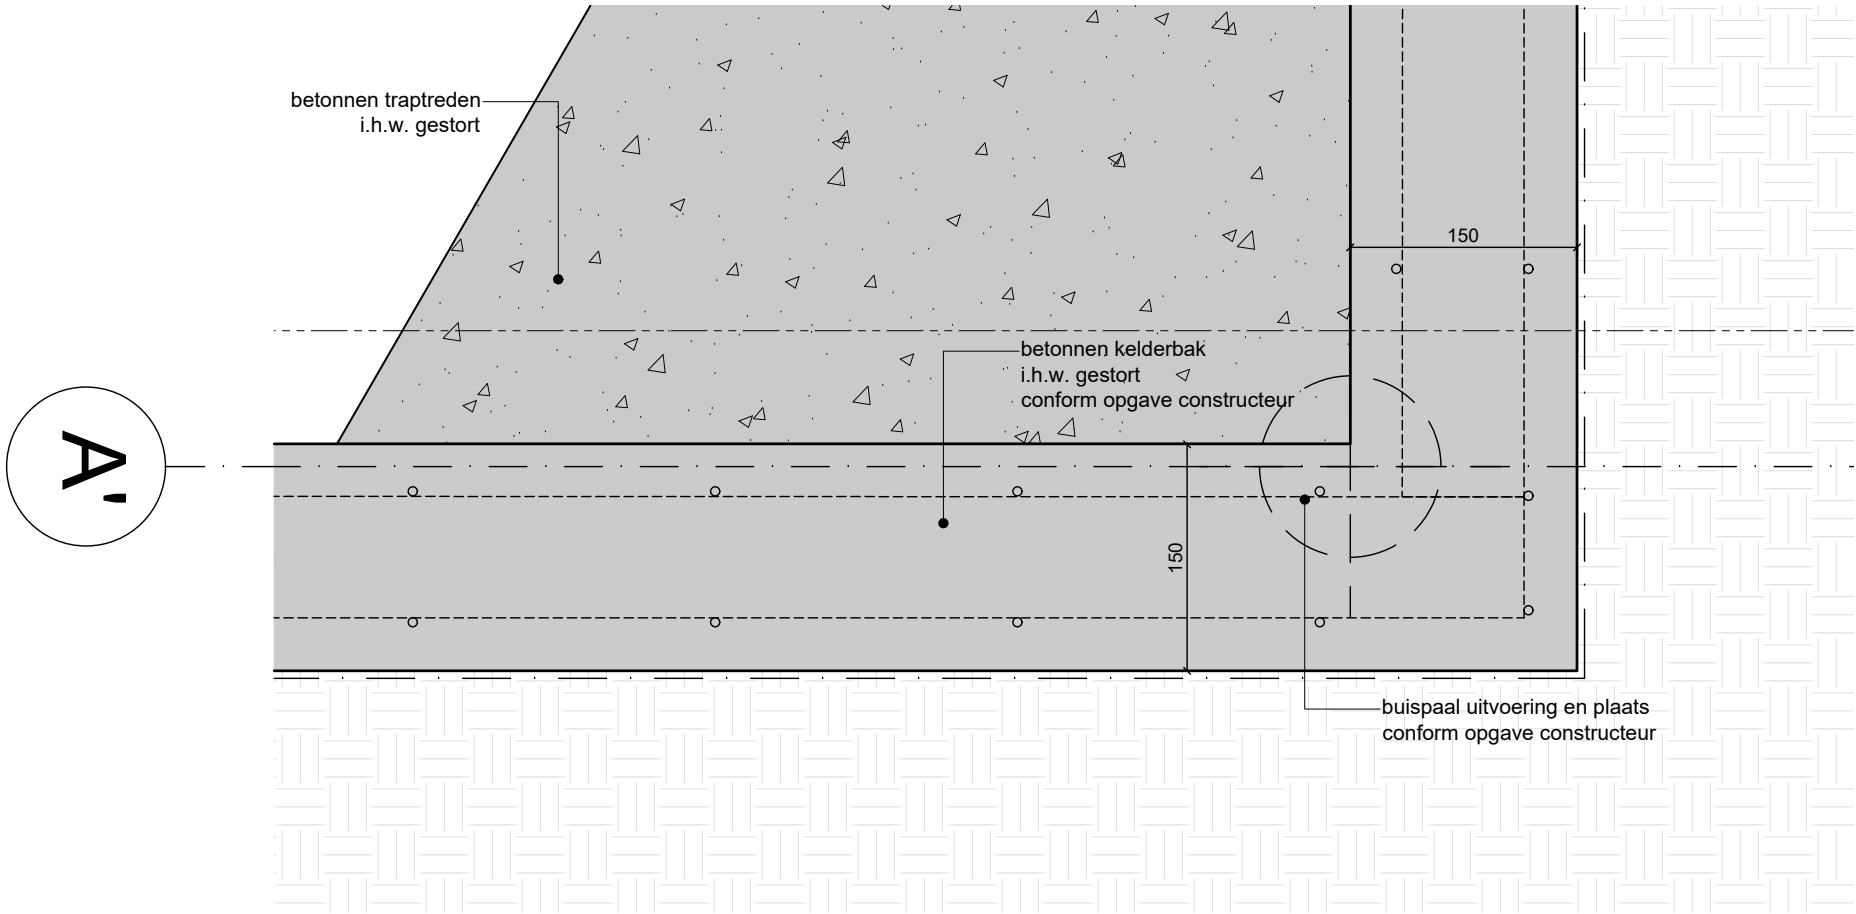 betonnen traptreden
i.h.w. gestort
150
betonnen kelderbak
i.h.w. gestort
conform opgave constructeur
A'
150
buispaal uitvoering en plaats
conform opgave constructeur